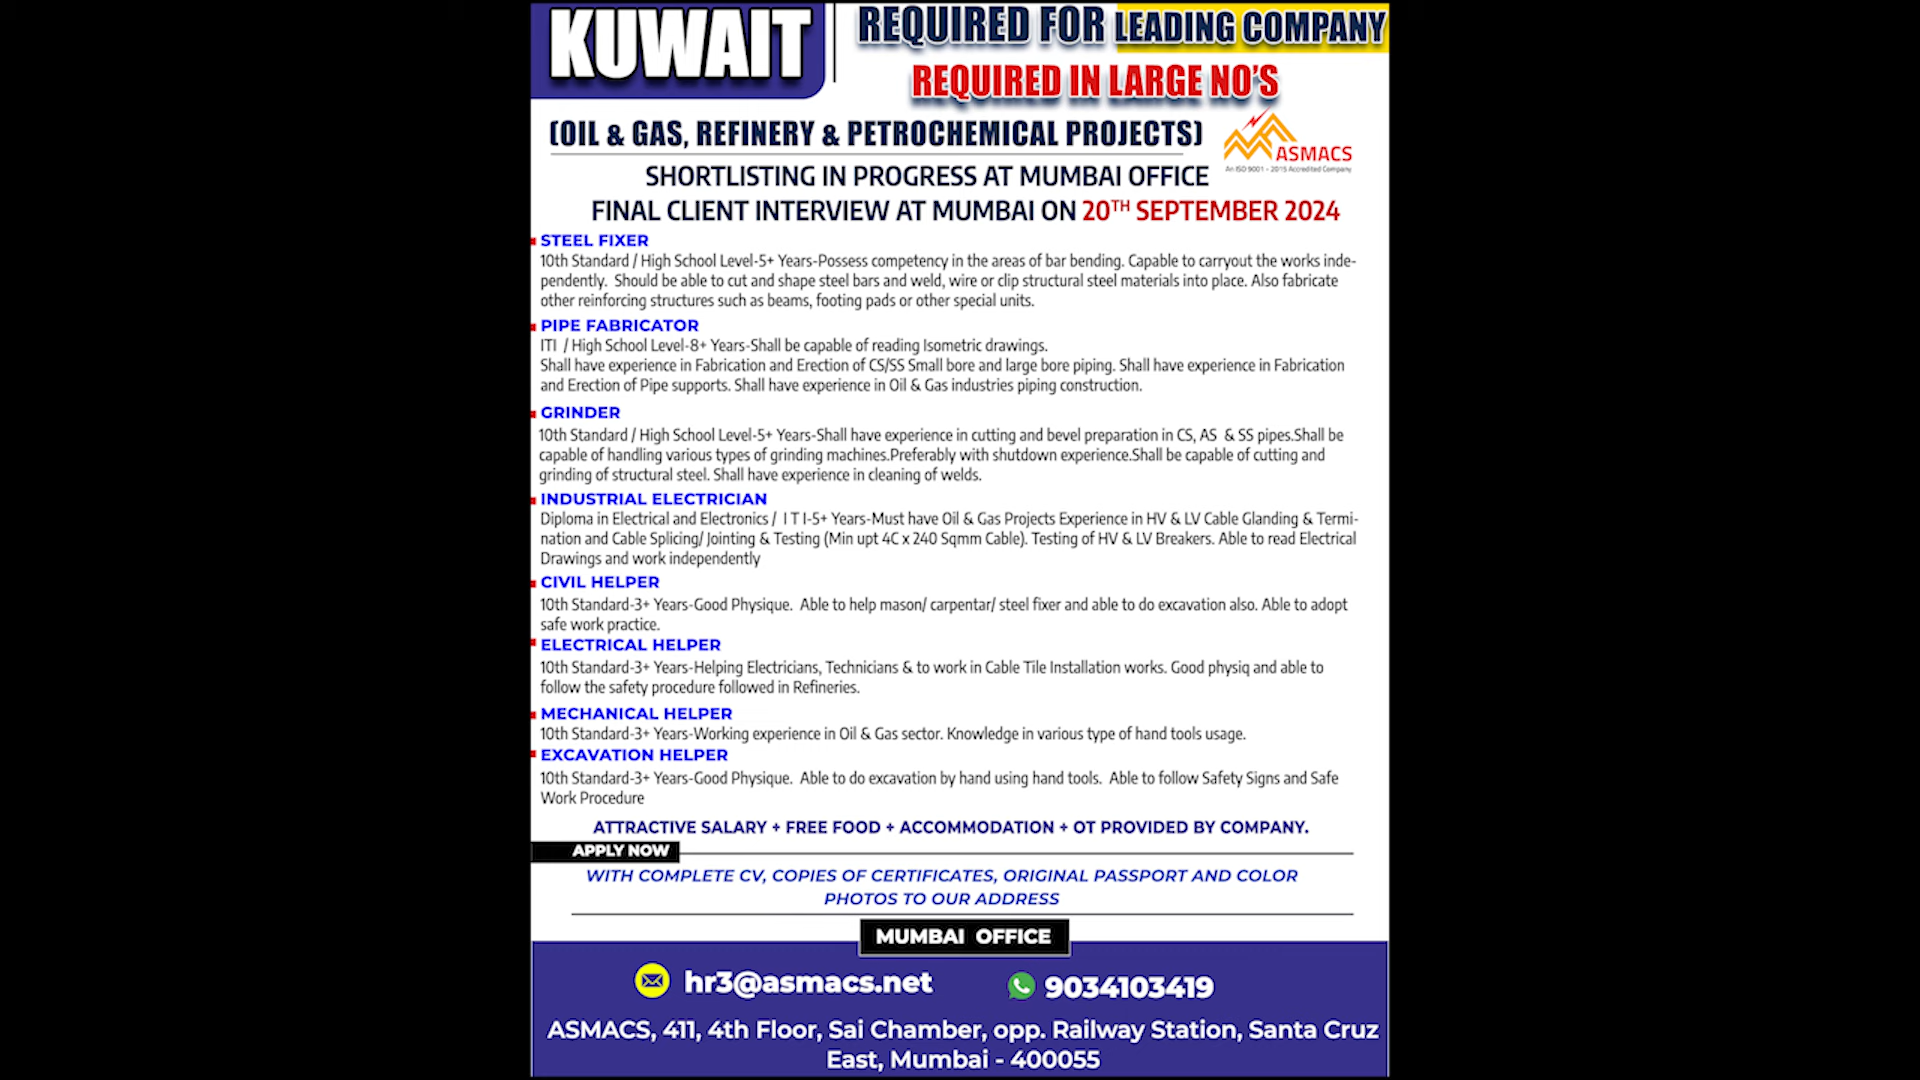 KUWAIT
REQUIRED FOR LEADING COMPANY
REQUIRED IN LARGE NO'S
(OIL & GAS, REFINERY & PETROCHEMICAL PROJECTS)
ASMACS
An ISO 9001 - 2015 Accredited Company
SHORTLISTING IN PROGRESS AT MUMBAI OFFICE
FINAL CLIENT INTERVIEW AT MUMBAI ON 20TH SEPTEMBER 2024
STEEL FIXER
10th Standard / High School Level-5+ Years-Possess competency in the areas of bar bending. Capable to carryout the works inde-
pendently. Should be able to cut and shape steel bars and weld, wire or clip structural steel materials into place. Also fabricate
other reinforcing structures such as beams, footing pads or other special units.
PIPE FABRICATOR
ITI / High School Level-8+ Years-Shall be capable of reading Isometric drawings.
Shall have experience in Fabrication and Erection of CS/SS Small bore and large bore piping. Shall have experience in Fabrication
and Erection of Pipe supports. Shall have experience in Oil & Gas industries piping construction.
GRINDER
10th Standard / High School Level-5+ Years-Shall have experience in cutting and bevel preparation in CS, AS & SS pipes.Shall be
capable of handling various types of grinding machines.Preferably with shutdown experience.Shall be capable of cutting and
grinding of structural steel. Shall have experience in cleaning of welds.
INDUSTRIAL ELECTRICIAN
Diploma in Electrical and Electronics / I T I-5+ Years-Must have Oil & Gas Projects Experience in HV & LV Cable Glanding & Termi-
nation and Cable Splicing/ Jointing & Testing (Min upt 4C x 240 Sqmm Cable). Testing of HV & LV Breakers. Able to read Electrical
Drawings and work independently
CIVIL HELPER
10th Standard-3+ Years-Good Physique. Able to help mason/ carpentar/ steel fixer and able to do excavation also. Able to adopt
safe work practice.
ELECTRICAL HELPER
10th Standard-3+ Years-Helping Electricians, Technicians & to work in Cable Tile Installation works. Good physiq and able to
follow the safety procedure followed in Refineries.
MECHANICAL HELPER
10th Standard-3+ Years-Working experience in Oil & Gas sector. Knowledge in various type of hand tools usage.
EXCAVATION HELPER
10th Standard-3+ Years-Good Physique. Able to do excavation by hand using hand tools. Able to follow Safety Signs and Safe
Work Procedure
ATTRACTIVE SALARY + FREE FOOD + ACCOMMODATION + OT PROVIDED BY COMPANY.
APPLY NOW
WITH COMPLETE CV, COPIES OF CERTIFICATES, ORIGINAL PASSPORT AND COLOR
PHOTOS TO OUR ADDRESS
MUMBAI OFFICE
hr3@asmacs.net
9034103419
ASMACS, 411, 4th Floor, Sai Chamber, opp. Railway Station, Santa Cruz
East, Mumbai - 400055